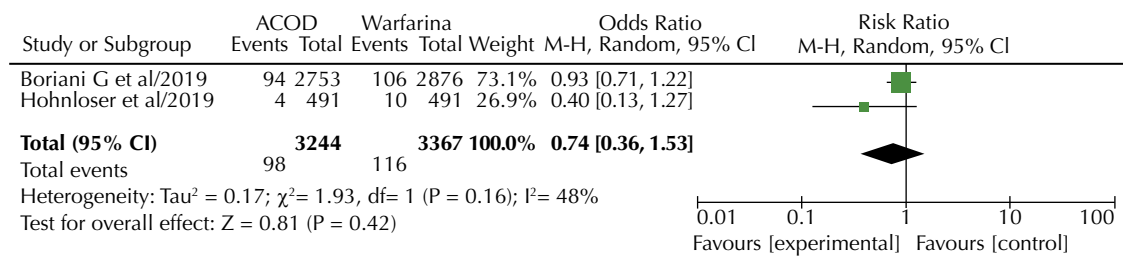 ACOD Warfarina Odds Ratio Risk Ratio
Study or Subgroup Events Total Events Total Weight M-H, Random, 95% CI M-H, Random, 95% CI
Boriani G et al/2019 94 2753 106 2876 73.1% 0.93 [0.71, 1.22]
Hohnloser et al/2019 4 491 10 491 26.9% 0.40 [0.13, 1.27]
Total (95% CI) 3244 3367 100.0% 0.74 [0.36, 1.53]
Total events 98 116
Heterogeneity: Tau² = 0.17; χ²= 1.93, df= 1 (P = 0.16); I²= 48%
Test for overall effect: Z = 0.81 (P = 0.42)
0.01 0.1 1 10 100
Favours [experimental] Favours [control]